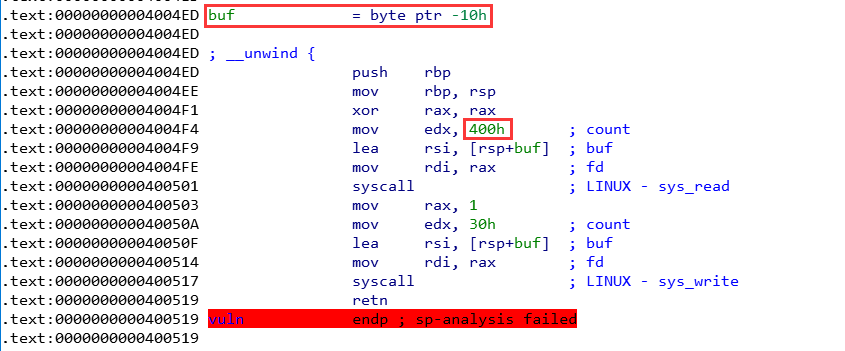 .text:00000000004004ED buf = byte ptr -10h
.text:00000000004004ED
.text:00000000004004ED ; __unwind {
.text:00000000004004ED push rbp
.text:00000000004004EE mov rbp, rsp
.text:00000000004004F1 xor rax, rax
.text:00000000004004F4 mov edx, 400h ; count
.text:00000000004004F9 lea rsi, [rsp+buf] ; buf
.text:00000000004004FE mov rdi, rax ; fd
.text:0000000000400501 syscall ; LINUX - sys_read
.text:0000000000400503 mov rax, 1
.text:000000000040050A mov edx, 30h ; count
.text:000000000040050F lea rsi, [rsp+buf] ; buf
.text:0000000000400514 mov rdi, rax ; fd
.text:0000000000400517 syscall ; LINUX - sys_write
.text:0000000000400519 retn
.text:0000000000400519 vuln endp ; sp-analysis failed
.text:0000000000400519